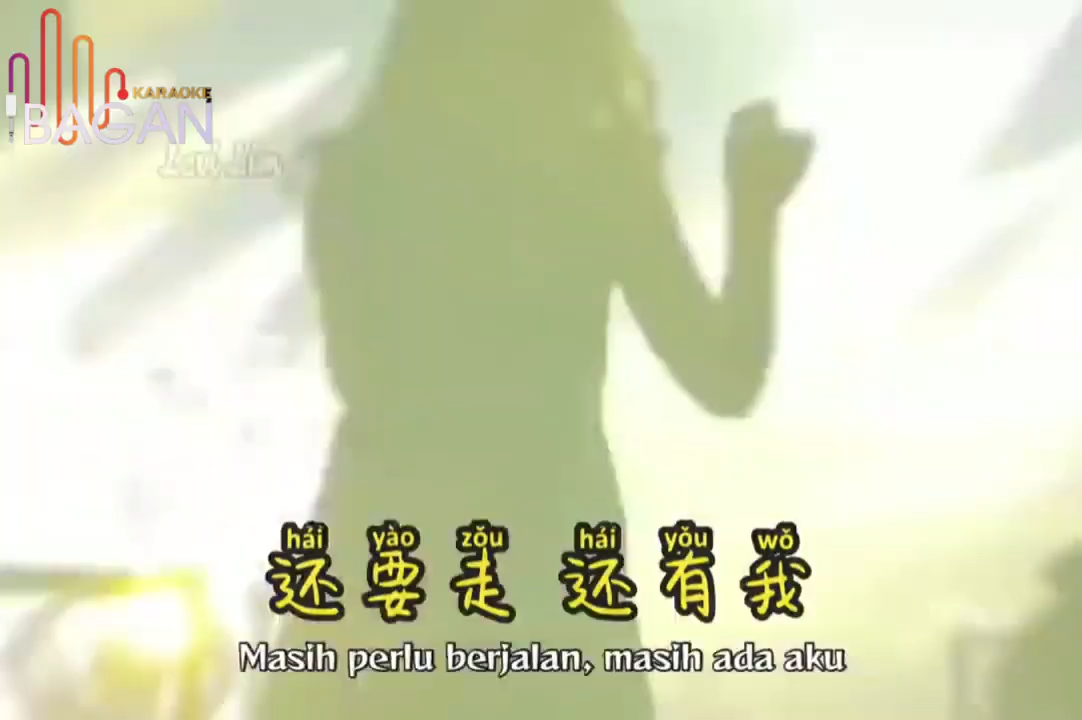 KARAOKE
BAGAN
hái yào zǒu hái yǒu wǒ
还要走 还有我
Masih perlu berjalan, masih ada aku